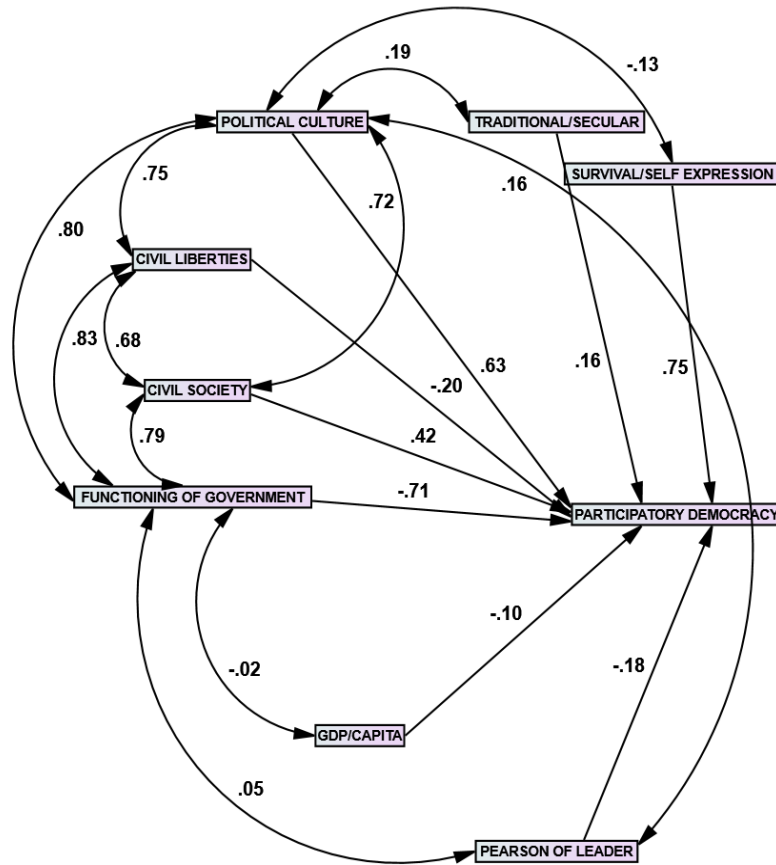 .19
-.13
POLITICAL CULTURE
TRADITIONAL/SECULAR
SURVIVAL/SELF EXPRESSION
.75
.72
.16
.80
CIVIL LIBERTIES
.83
.68
.63
.16
.75
-.20
CIVIL SOCIETY
.79
.42
FUNCTIONING OF GOVERNMENT
-.71
PARTICIPATORY DEMOCRACY
-.10
-.02
-.18
GDP/CAPITA
.05
PEARSON OF LEADER